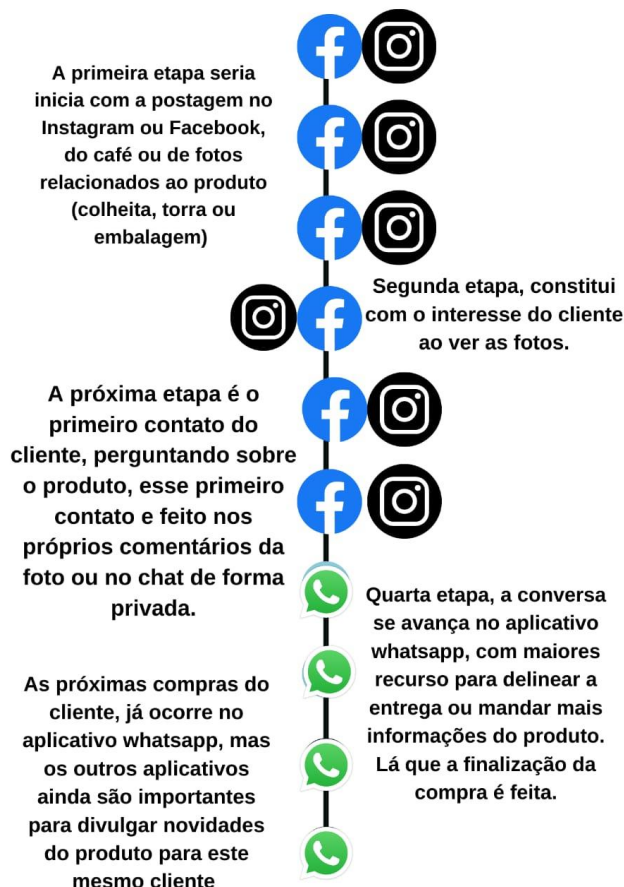 A primeira etapa seria
inicia com a postagem no
Instagram ou Facebook,
do café ou de fotos
relacionados ao produto
(colheita, torra ou
embalagem)
Segunda etapa, constitui
com o interesse do cliente
ao ver as fotos.
A próxima etapa é o
primeiro contato do
cliente, perguntando sobre
o produto, esse primeiro
contato e feito nos
próprios comentários da
foto ou no chat de forma
privada.
Quarta etapa, a conversa
se avança no aplicativo
whatsapp, com maiores
recurso para delinear a
entrega ou mandar mais
informações do produto.
Lá que a finalização da
compra é feita.
As próximas compras do
cliente, já ocorre no
aplicativo whatsapp, mas
os outros aplicativos
ainda são importantes
para divulgar novidades
do produto para este
mesmo cliente